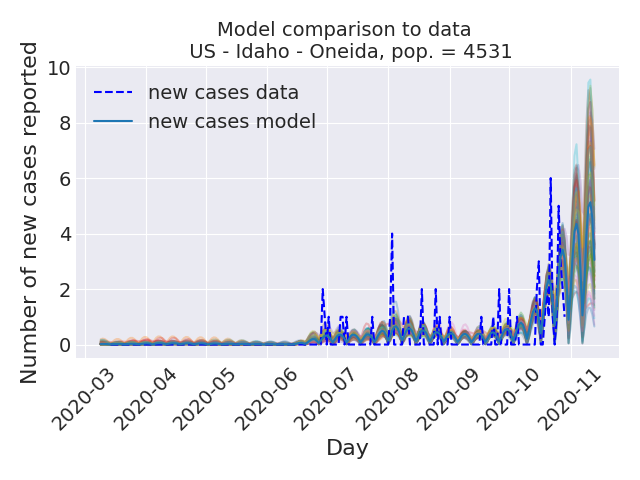 Model comparison to data
US - Idaho - Oneida, pop. = 4531
Number of new cases reported
10
8
6
4
2
0
new cases data
new cases model
2020-03
2020-04
2020-05
2020-06
2020-07
2020-08
2020-09
2020-10
2020-11
Day